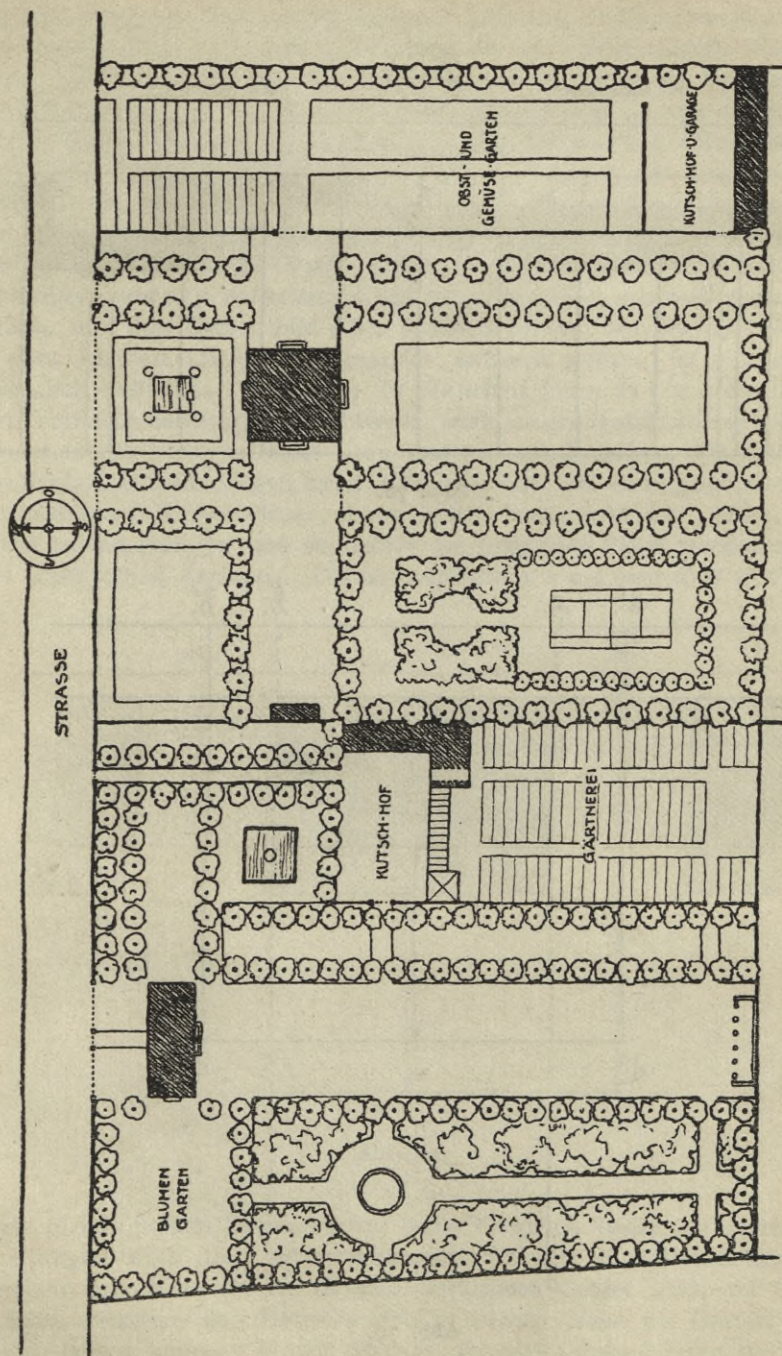 STRASSE
BLUMEN
GARTEN
KUTSCH·HOF
OBST- UND
GEMÜSE·GARTEN
GÄRTNEREI
KUTSCH·HOF·U·GARAGE